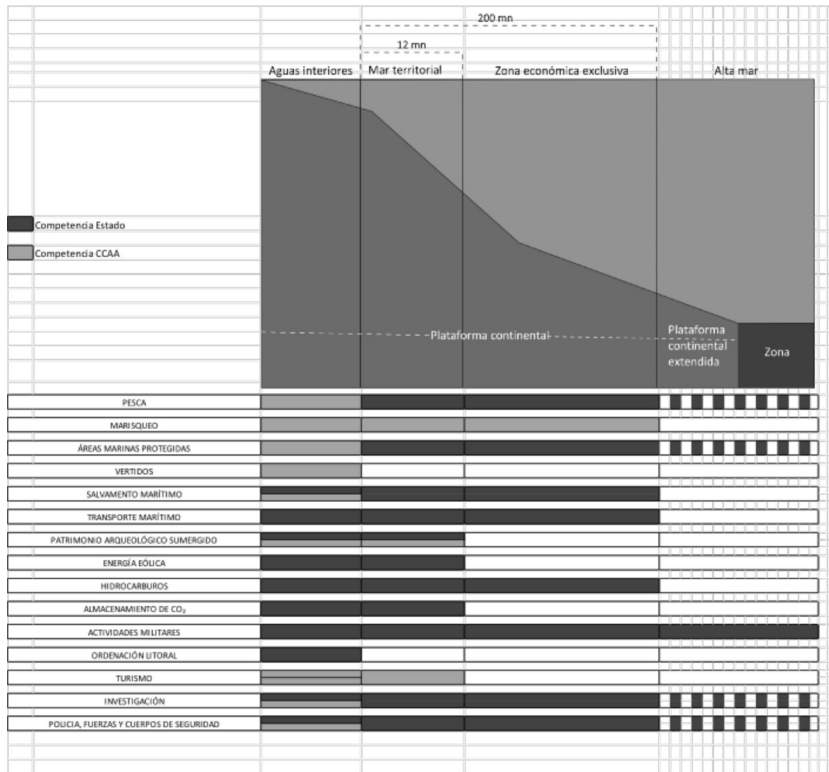 200 mn
12 mn
Aguas interiores Mar territorial Zona económica exclusiva Alta mar
Competencia Estado
Competencia CCAA
Plataforma continental
Plataforma
continental
extendida
Zona
PESCA
MARISQUEO
ÁREAS MARINAS PROTEGIDAS
VERTIDOS
SALVAMENTO MARÍTIMO
TRANSPORTE MARÍTIMO
PATRIMONIO ARQUEOLÓGICO SUMERGIDO
ENERGÍA EÓLICA
HIDROCARBUROS
ALMACENAMIENTO DE CO₂
ACTIVIDADES MILITARES
ORDENACIÓN LITORAL
TURISMO
INVESTIGACIÓN
POLICIA, FUERZAS Y CUERPOS DE SEGURIDAD